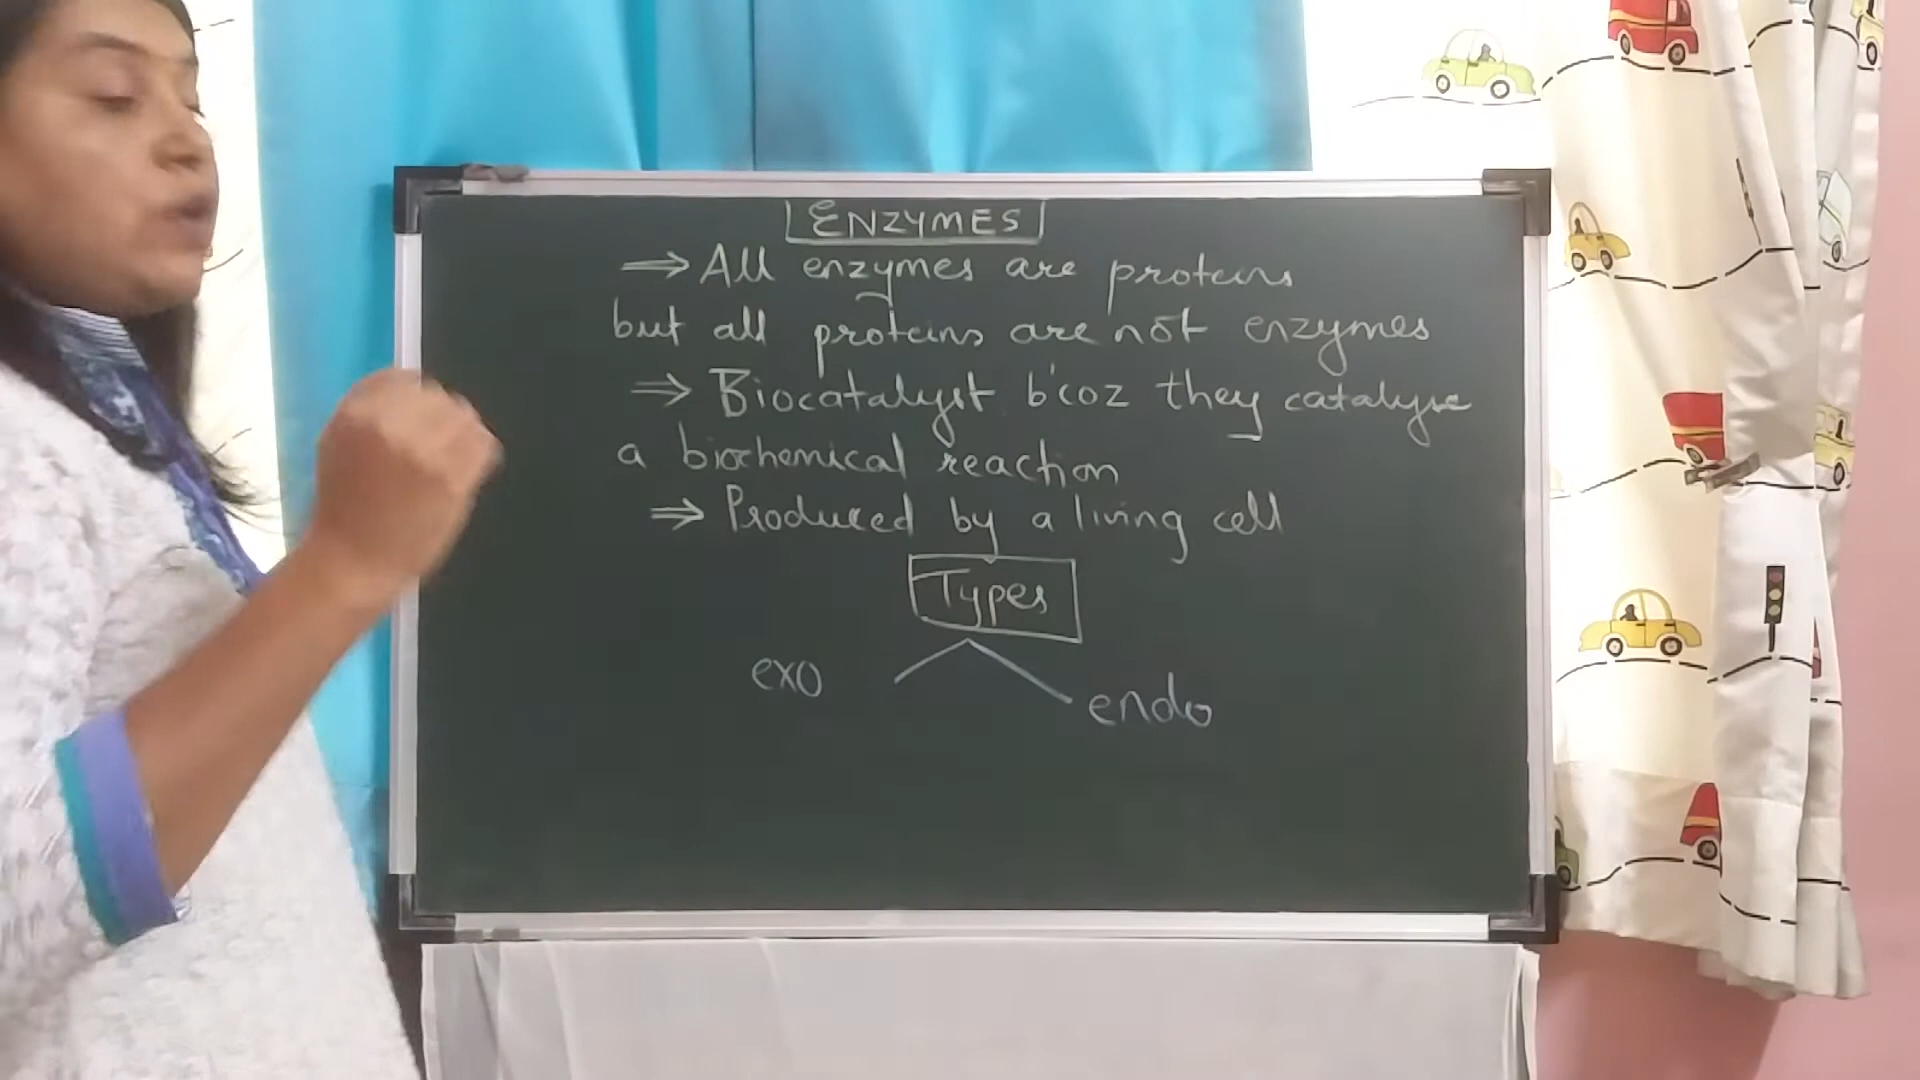 ENZYMES
⇒ All enzymes are proteins
but all proteins are not enzymes
⇒ Biocatalyst b'coz they catalyse
a biochemical reaction
⇒ Produced by a living cell
Types
exo
endo